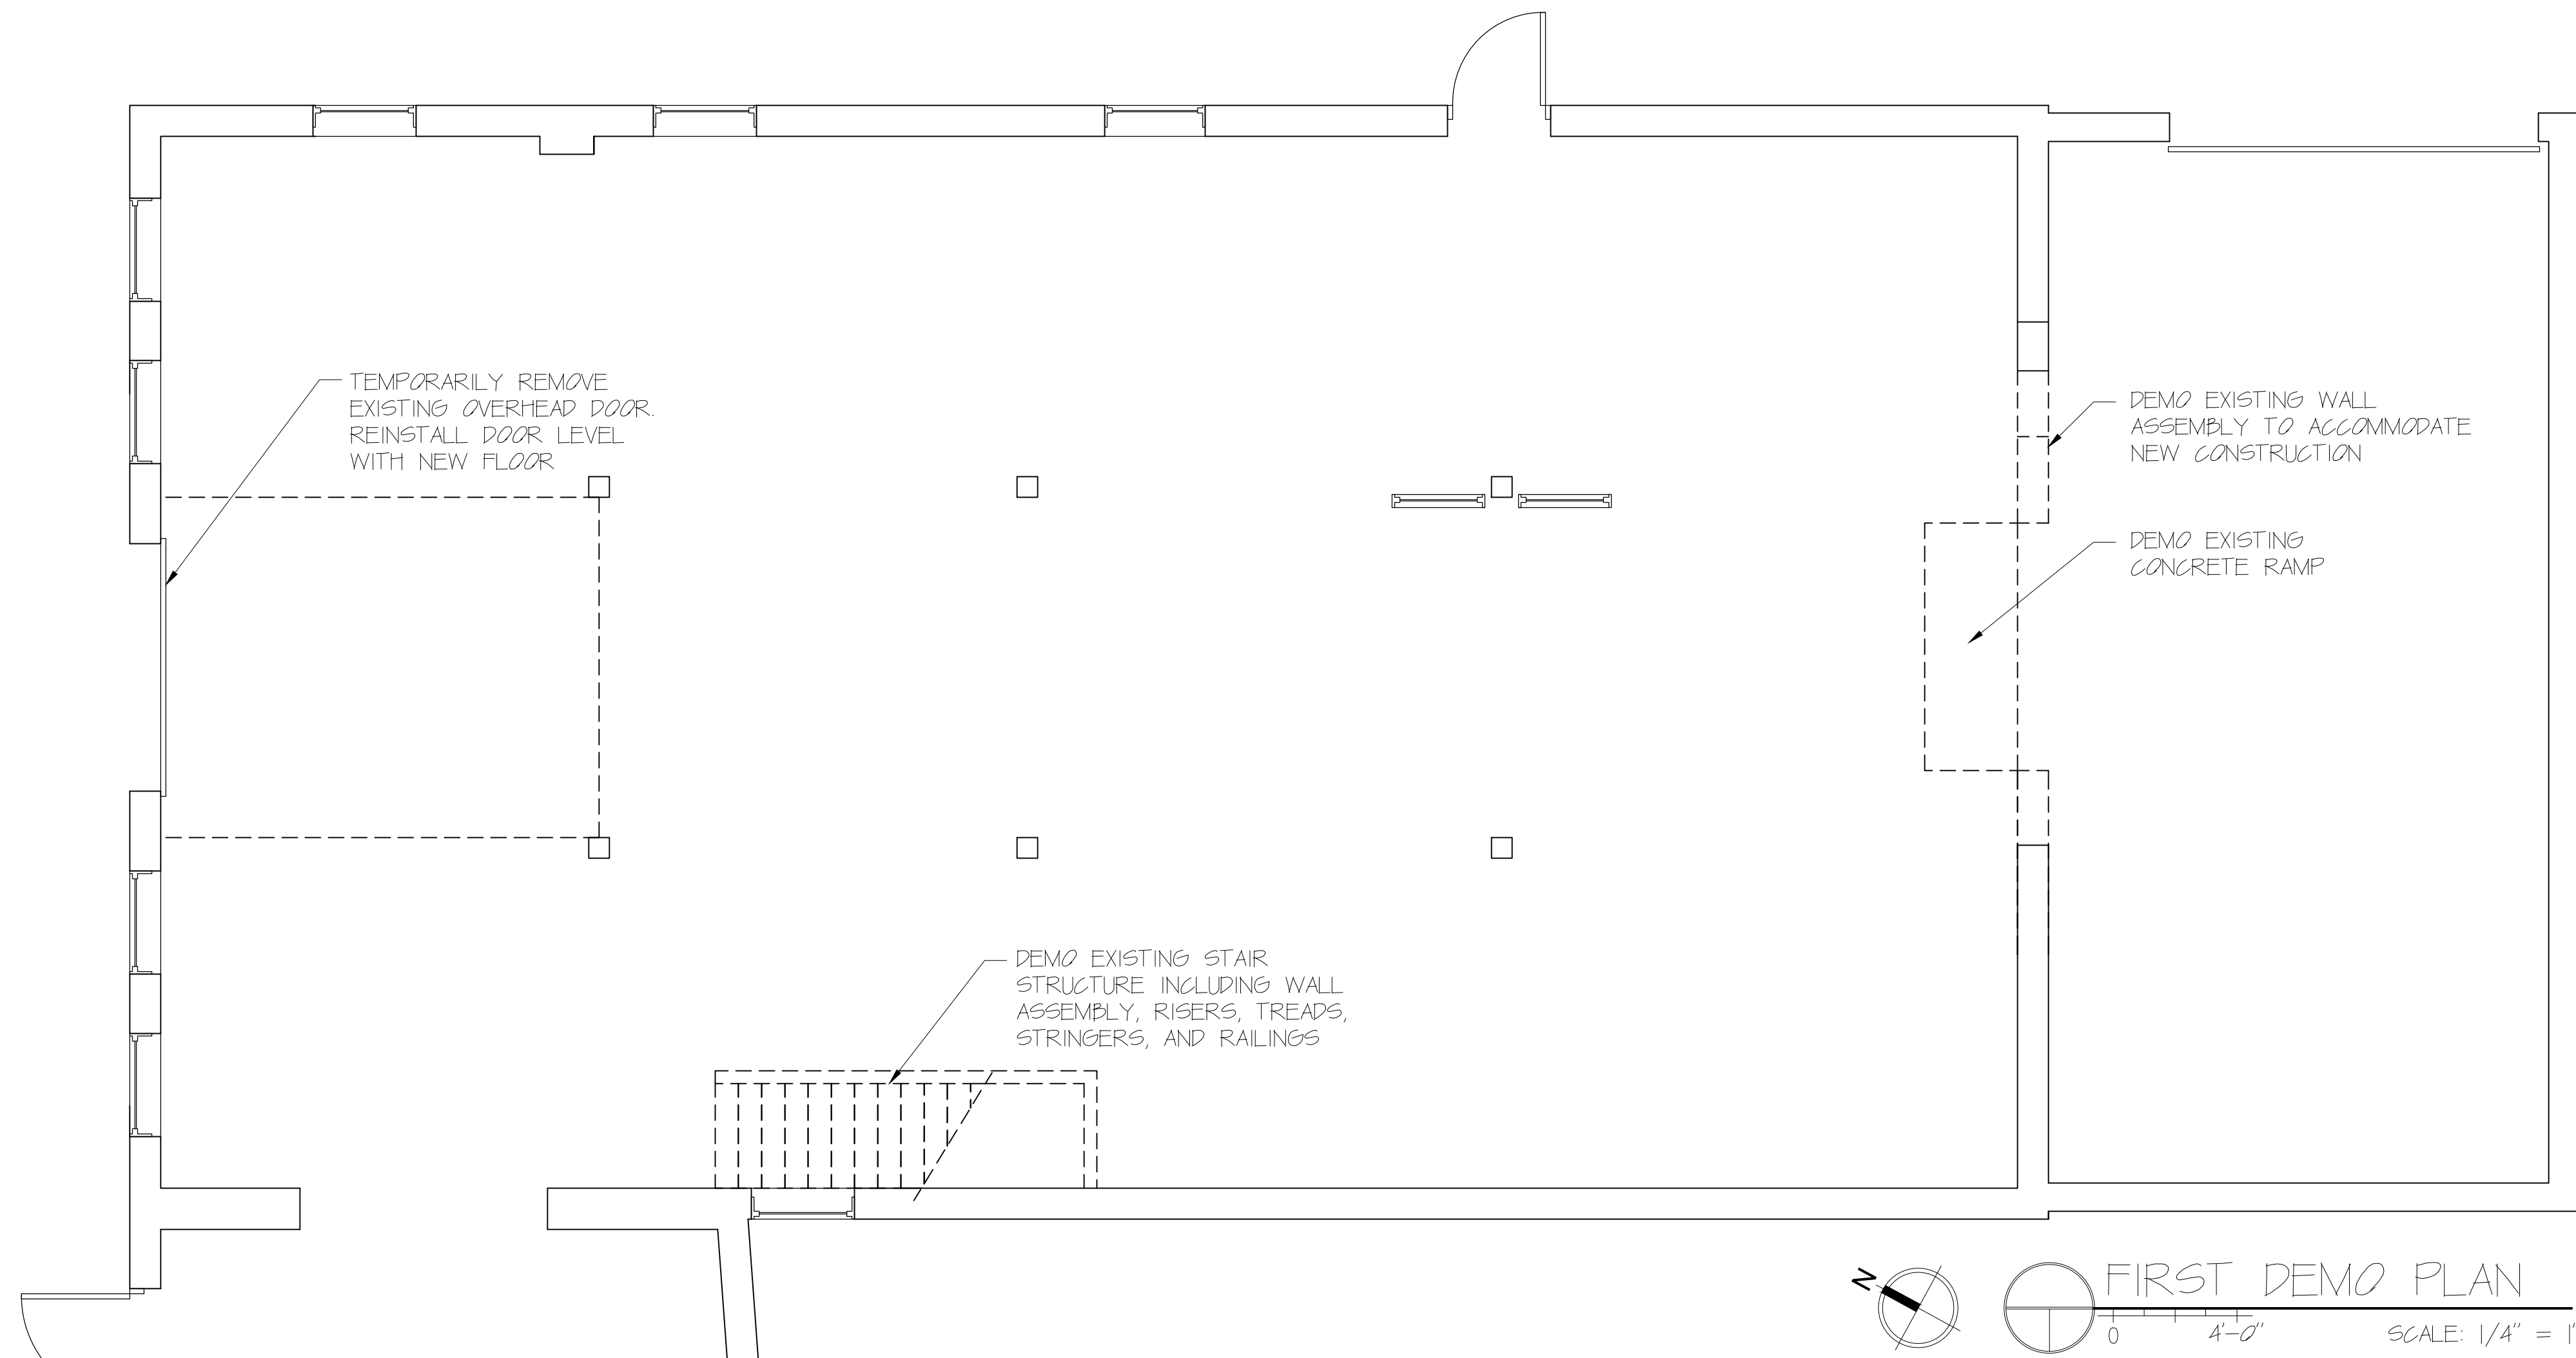 TEMPORARILY REMOVE
EXISTING OVERHEAD DOOR.
REINSTALL DOOR LEVEL
WITH NEW FLOOR
DEMO EXISTING WALL
ASSEMBLY TO ACCOMMODATE
NEW CONSTRUCTION
DEMO EXISTING
CONCRETE RAMP
DEMO EXISTING STAIR
STRUCTURE INCLUDING WALL
ASSEMBLY, RISERS, TREADS,
STRINGERS, AND RAILINGS
N
FIRST DEMO PLAN
0 4'-0" SCALE: 1/4" = 1'